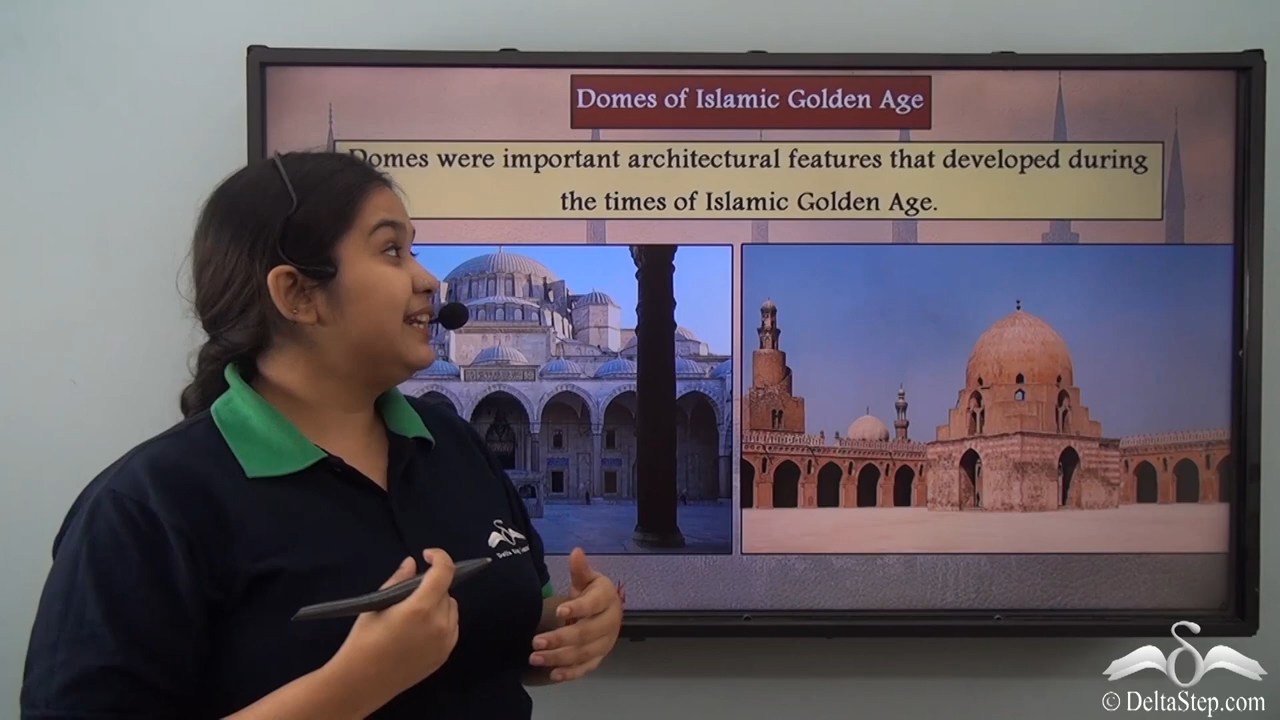 Domes of Islamic Golden Age
Domes were important architectural features that developed during
the times of Islamic Golden Age.
© DeltaStep.com